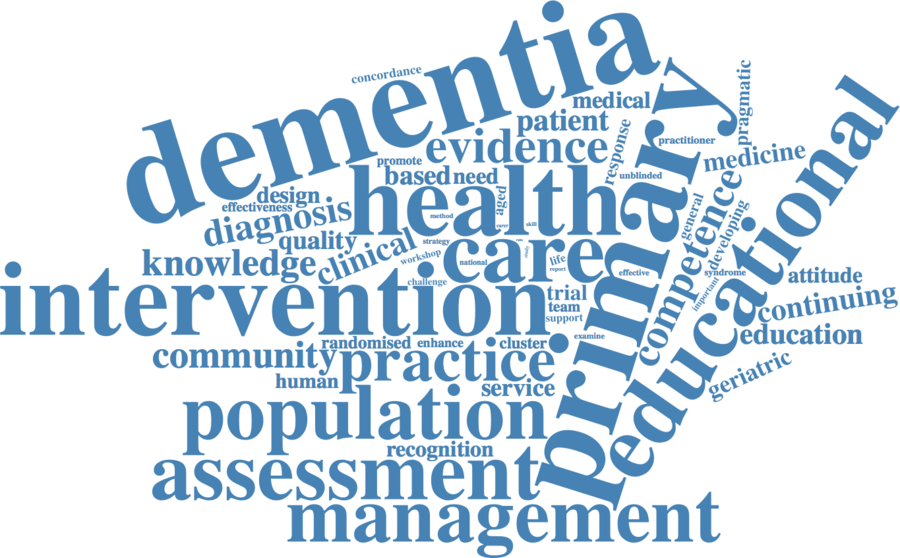 dementia
concordance
medical
pragmatic
patient
primary
educational
evidence
response
practitioner
medicine
promote
based
need
unblinded
health
aged
design
effectiveness
diagnosis
method
carer
skill
general
competence
developing
quality
clinical
strategy
knowledge
workshop
care
national
study
life
report
effective
syndrome
important
attitude
intervention
challenge
trial
team
support
continuing
education
examine
randomised
enhance
cluster
community
practice
human
service
geriatric
population
recognition
assessment
management